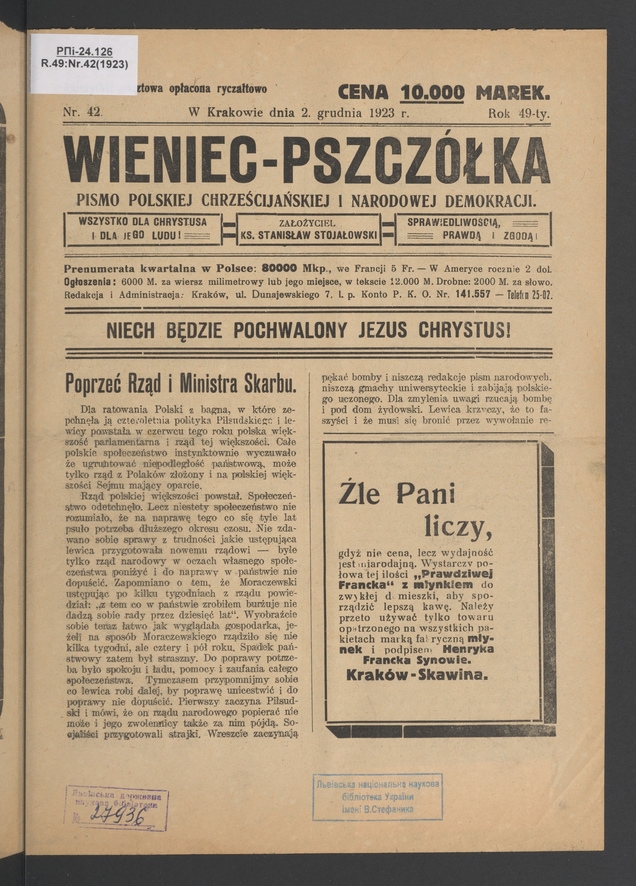 РПі-24.126
R.49:Nr.42(1923)
opłacona ryczałtowo
CENA 10.000 MAREK.
Nr. 42. W Krakowie dnia 2. grudnia 1923 r. Rok 49-ty.
WIENIEC-PSZCZÓŁKA
PISMO POLSKIEJ CHRZEŚCIJAŃSKIEJ I NARODOWEJ DEMOKRACJI.
WSZYSTKO DLA CHRYSTUSA
I DLA JEGO LUDU!
ZAŁOŻYCIEL
KS. STANISŁAW STOJAŁOWSKI
SPRAWIEDLIWOŚCIĄ,
PRAWDĄ I ZGODĄ!
Prenumerata kwartalna w Polsce: 80000 Mkp., we Francji 5 Fr. — W Ameryce rocznie 2 dol.
Ogłoszenia: 6000 M. za wiersz milimetrowy lub jego miejsce, w tekscie 12.000 M. Drobne: 2000 M. za słowo.
Redakcja i Administracja: Kraków, ul. Dunajewskiego 7, I. p. Konto P. K. O. Nr. 141.557 — Telefon 25-02.
NIECH BĘDZIE POCHWALONY JEZUS CHRYSTUS!
Poprzeć Rząd i Ministra Skarbu.
Dla ratowania Polski z bagna, w które ze-
pchnęła ją czteroletnia polityka Piłsudskiego i le-
wicy powstała w czerwcu tego roku polska więk-
szość parlamentarna i rząd tej większości. Całe
polskie społeczeństwo instynktownie wyczuwało
że ugruntować niepodległość państwową, może
tylko rząd z Polaków złożony i na polskiej więk-
szości Sejmu mający oparcie.
Rząd polskiej większości powstał. Społeczeń-
stwo odetchnęło. Lecz niestety społeczeństwo nie
rozumiało, że na naprawę tego co się tyle lat
psuło potrzeba dłuższego okresu czasu. Nie zda-
wano sobie sprawy z trudności jakie ustępująca
lewica przygotowała nowemu rządowi — byle
tylko rząd narodowy w oczach własnego społe-
czeństwa poniżyć i do naprawy w państwie nie
dopuścić. Zapomniano o tem, że Moraczewski
ustępując po kilku tygodniach z rządu powie-
dział: „z tem co w państwie zrobiłem burżuje nie
dadzą sobie rady przez dziesięć lat". Wyobraźcie
sobie teraz łatwo jak wyglądała gospodarka, je-
żeli na sposób Moraczewskiego rządziło się nie
kilka tygodni, ale cztery i pół roku. Spadek pań-
stwowy zatem był straszny. Do poprawy potrze-
ba było spokoju i ładu, pomocy i zaufania całego
społeczeństwa. Tymczasem przypomnijmy sobie
co lewica robi dalej, by poprawę unicestwić i do
poprawy nie dopuścić. Pierwszy zaczyna Piłsud-
ski i mówi, że on rządu narodowego popierać nie
może i jego zwolennicy także za nim pójdą. So-
cjaliści przygotowali strajki. Wreszcie zaczynają
pękać bomby i niszczą redakcje pism narodowych,
niszczą gmachy uniwersyteckie i zabijają polskie-
go uczonego. Dla zmylenia uwagi rzucają bombę
i pod dom żydowski. Lewica krzyczy, że to fa-
szyści i że musi się bronić przez wywołanie re-
Źle Pani
liczy,
gdyż nie cena, lecz wydajność
jest miarodajną. Wystarczy po-
łowa tej ilości „Prawdziwej
Francka" z młynkiem do
zwykłej domieszki, aby spo-
rządzić lepszą kawę. Należy
przeto używać tylko towaru
opatrzonego na wszystkich pa-
kietach marką fabryczną mły-
nek i podpisem Henryka
Francka Synowie.
Kraków-Skawina.
№ 27936
Львівська національна наукова
бібліотека України
імені В.Стефаника